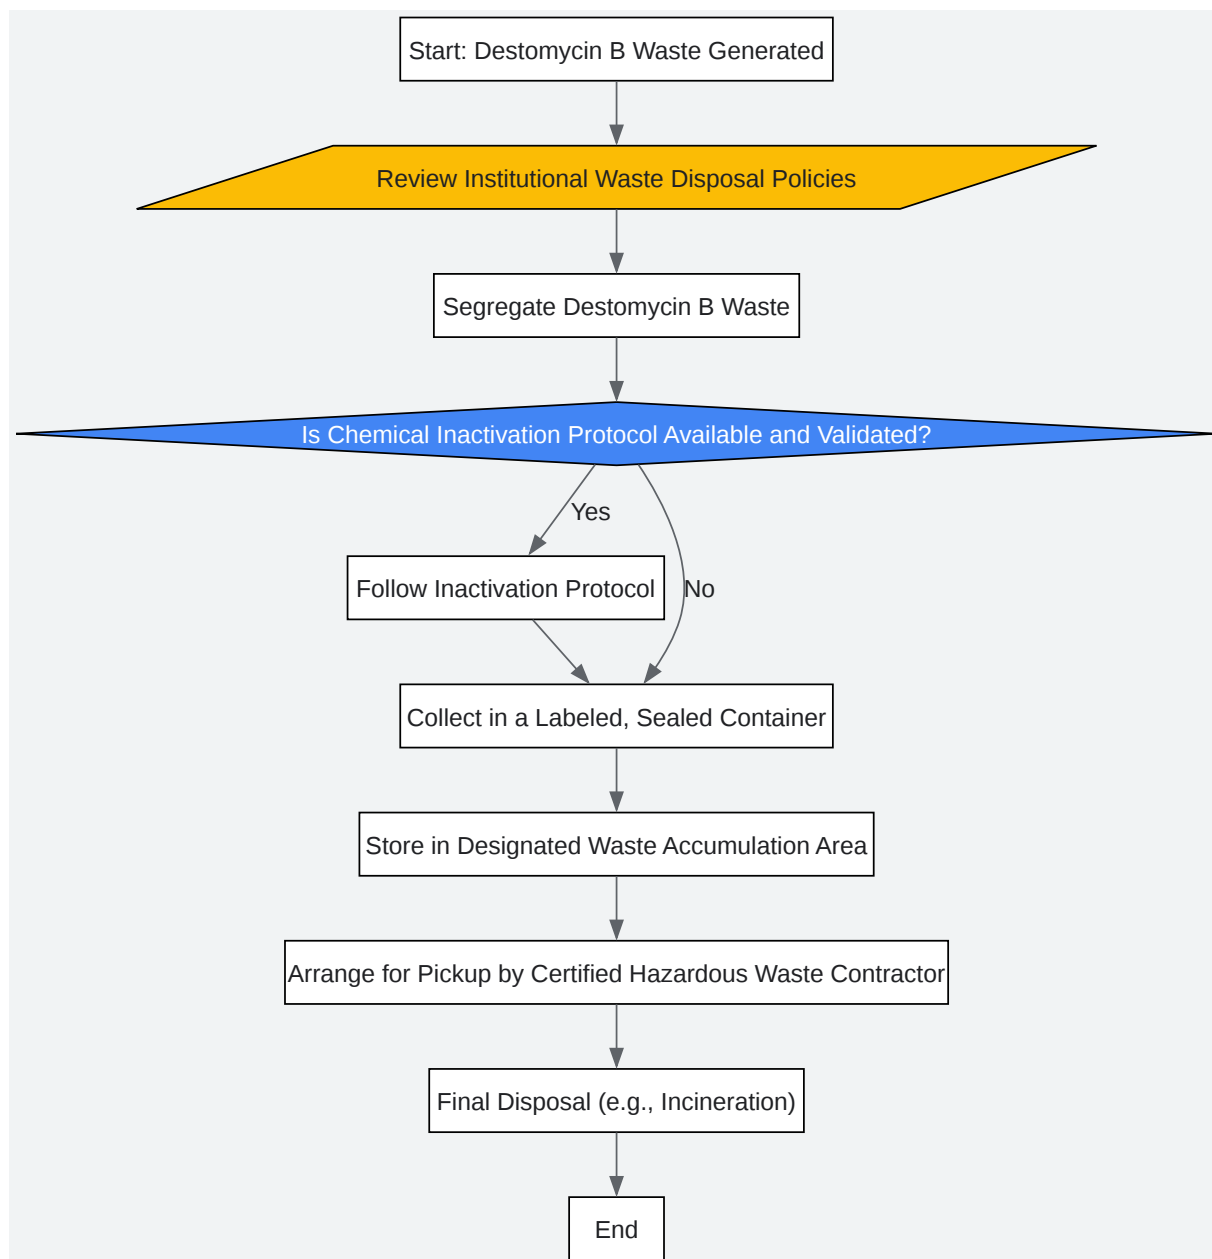 Start: Destomycin B Waste Generated
Review Institutional Waste Disposal Policies
Segregate Destomycin B Waste
Is Chemical Inactivation Protocol Available and Validated?
Yes
Follow Inactivation Protocol
No
Collect in a Labeled, Sealed Container
Store in Designated Waste Accumulation Area
Arrange for Pickup by Certified Hazardous Waste Contractor
Final Disposal (e.g., Incineration)
End